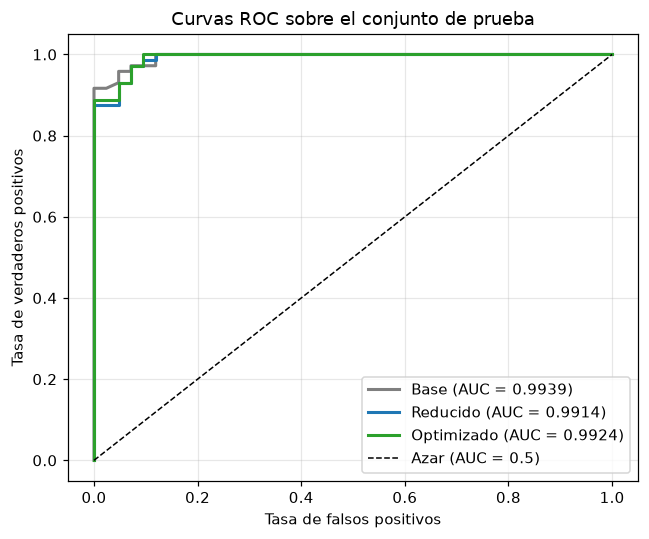 Curvas ROC sobre el conjunto de prueba
Tasa de verdaderos positivos
1.0
0.8
0.6
0.4
0.2
0.0
0.0 0.2 0.4 0.6 0.8 1.0
Tasa de falsos positivos
Base (AUC = 0.9939)
Reducido (AUC = 0.9914)
Optimizado (AUC = 0.9924)
Azar (AUC = 0.5)